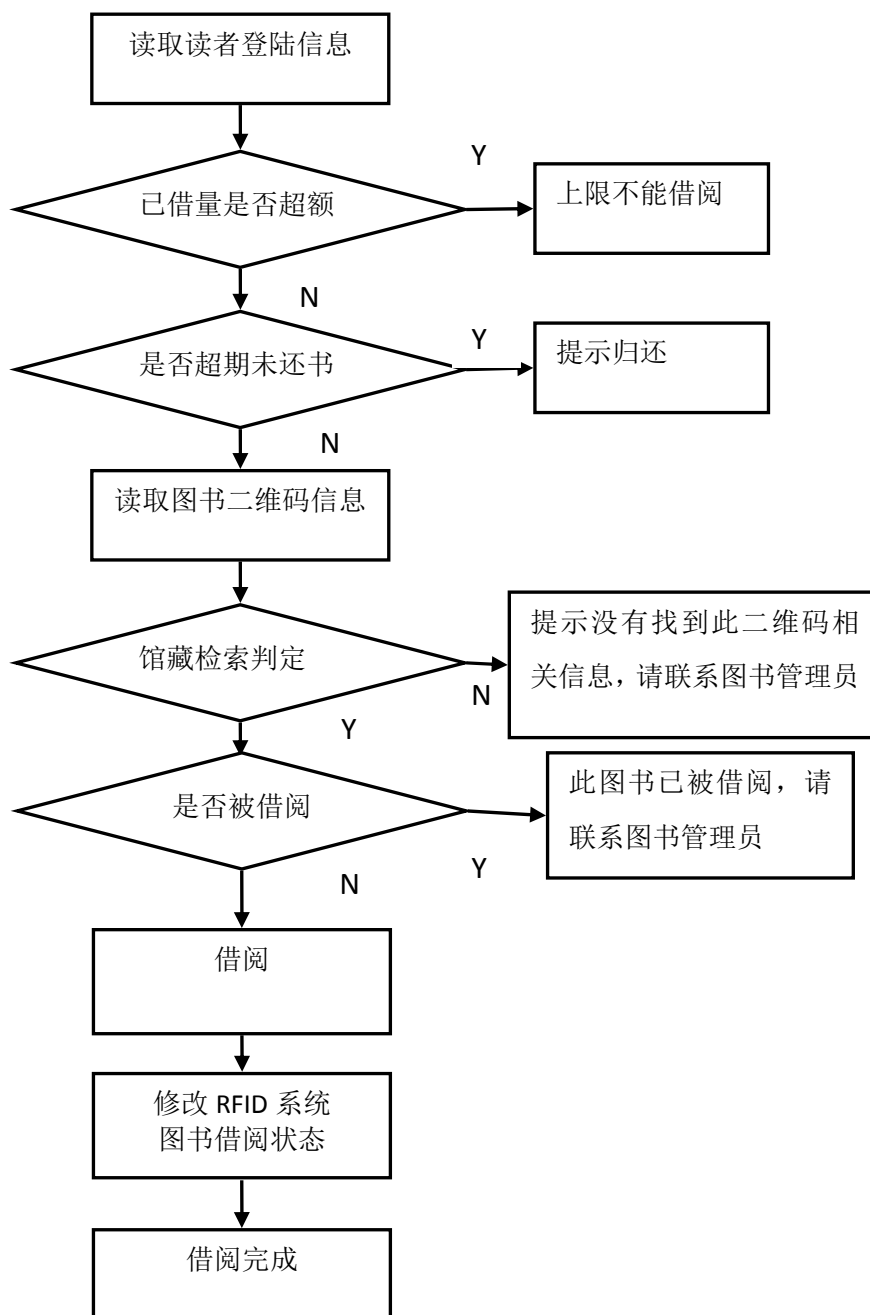 读取读者登陆信息
Y
已借量是否超额
上限不能借阅
N
Y
是否超期未还书
提示归还
N
读取图书二维码信息
提示没有找到此二维码相
关信息，请联系图书管理员
馆藏检索判定
N
Y
此图书已被借阅，请
联系图书管理员
是否被借阅
Y
N
借阅
修改 RFID 系统
图书借阅状态
借阅完成